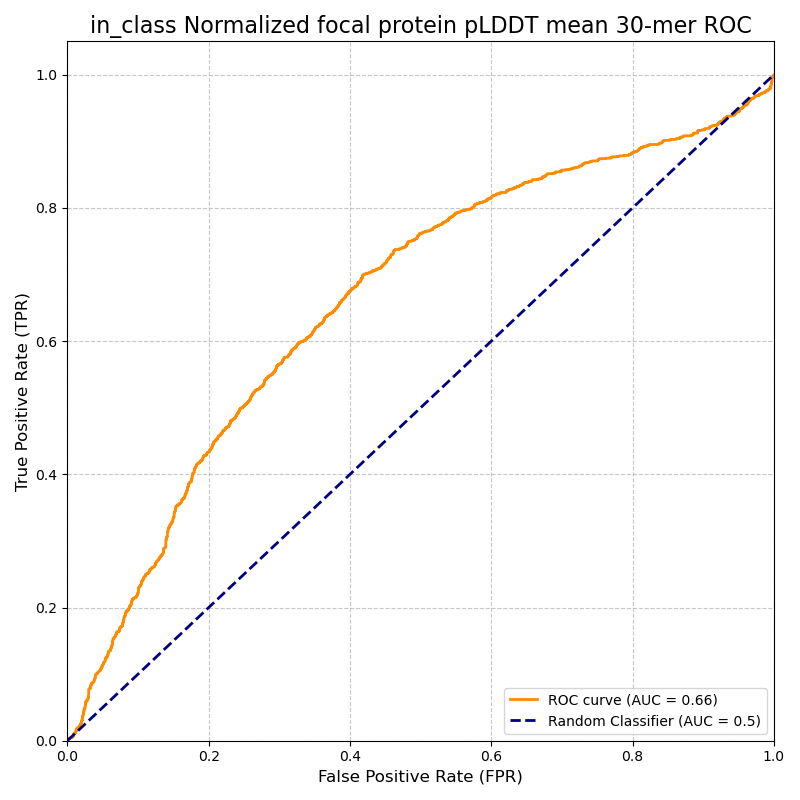 in_class Normalized focal protein pLDDT mean 30-mer ROC
True Positive Rate (TPR)
1.0
0.8
0.6
0.4
0.2
0.0
0.0 0.2 0.4 0.6 0.8 1.0
False Positive Rate (FPR)
ROC curve (AUC = 0.66)
Random Classifier (AUC = 0.5)